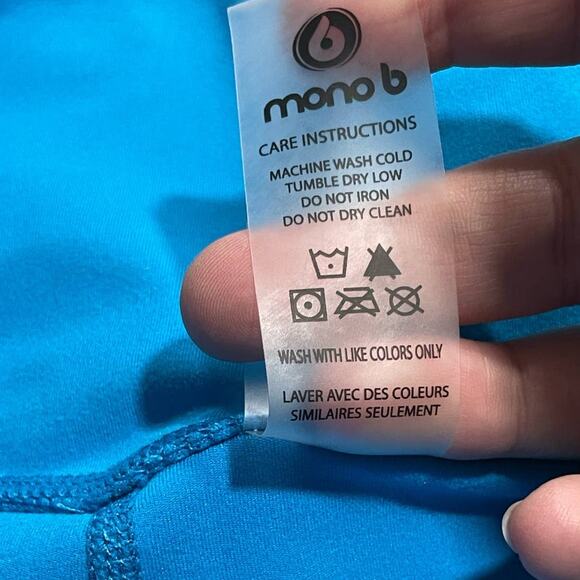 mono b
CARE INSTRUCTIONS
MACHINE WASH COLD
TUMBLE DRY LOW
DO NOT IRON
DO NOT DRY CLEAN
WASH WITH LIKE COLORS ONLY
LAVER AVEC DES COLEURS
SIMILAIRES SEULEMENT